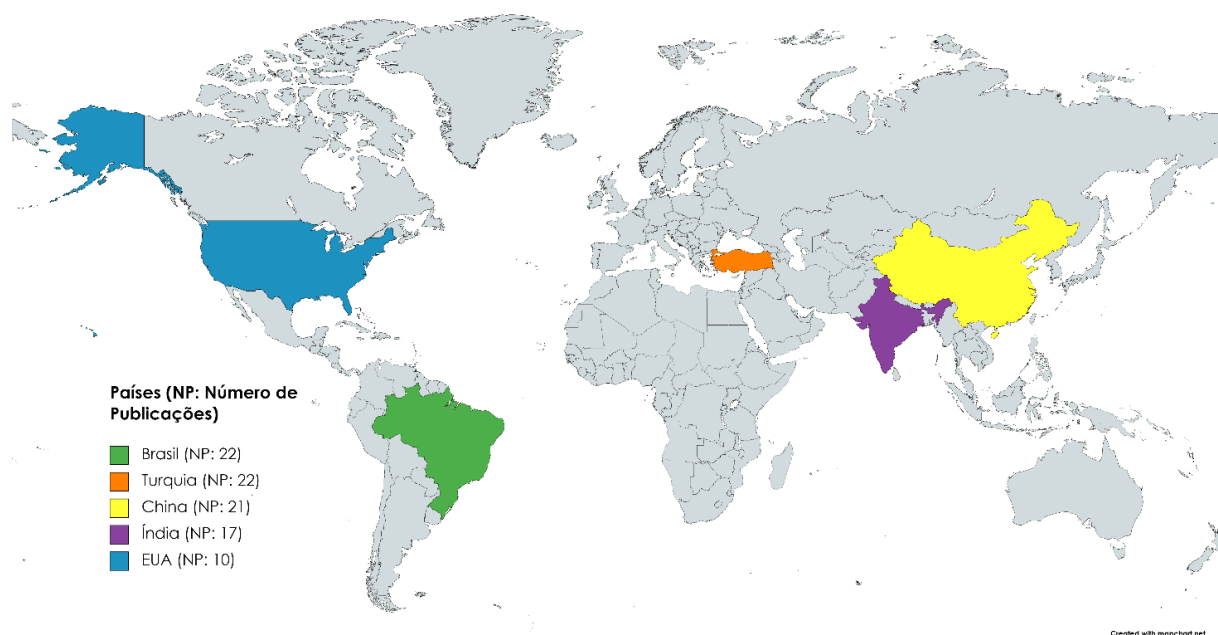 Países (NP: Número de
Publicações)
Brasil (NP: 22)
Turquia (NP: 22)
China (NP: 21)
Índia (NP: 17)
EUA (NP: 10)
Created with mapchart.net